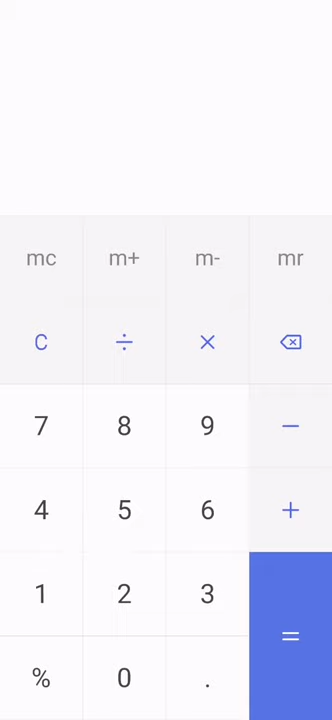 mc m+ m- mr
C ÷ ×
7 8 9 −
4 5 6 +
1 2 3
=
% 0 .